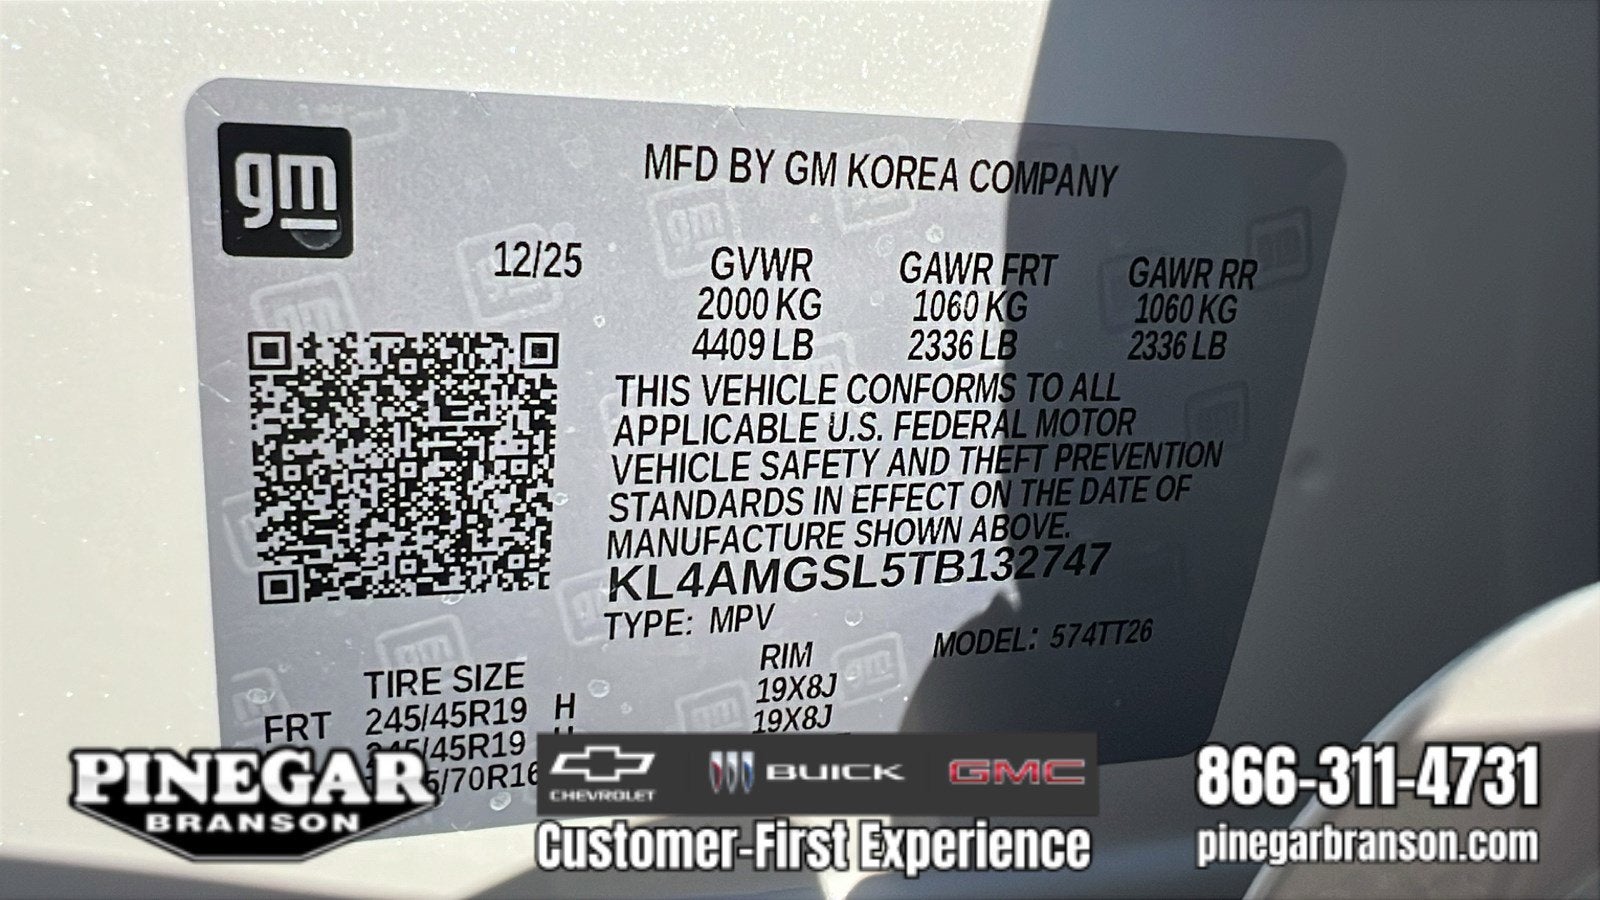 gm
MFD BY GM KOREA COMPANY
12/25 GVWR GAWR FRT GAWR RR
2000 KG 1060 KG 1060 KG
4409 LB 2336 LB 2336 LB
THIS VEHICLE CONFORMS TO ALL
APPLICABLE U.S. FEDERAL MOTOR
VEHICLE SAFETY AND THEFT PREVENTION
STANDARDS IN EFFECT ON THE DATE OF
MANUFACTURE SHOWN ABOVE.
KL4AMGSL5TB132747
TYPE: MPV MODEL: 574TT26
TIRE SIZE RIM
FRT 245/45R19 H 19X8J
245/45R19 19X8J
/70R16
PINEGAR
BRANSON
CHEVROLET
BUICK
GMC
Customer-First Experience
866-311-4731
pinegarbranson.com